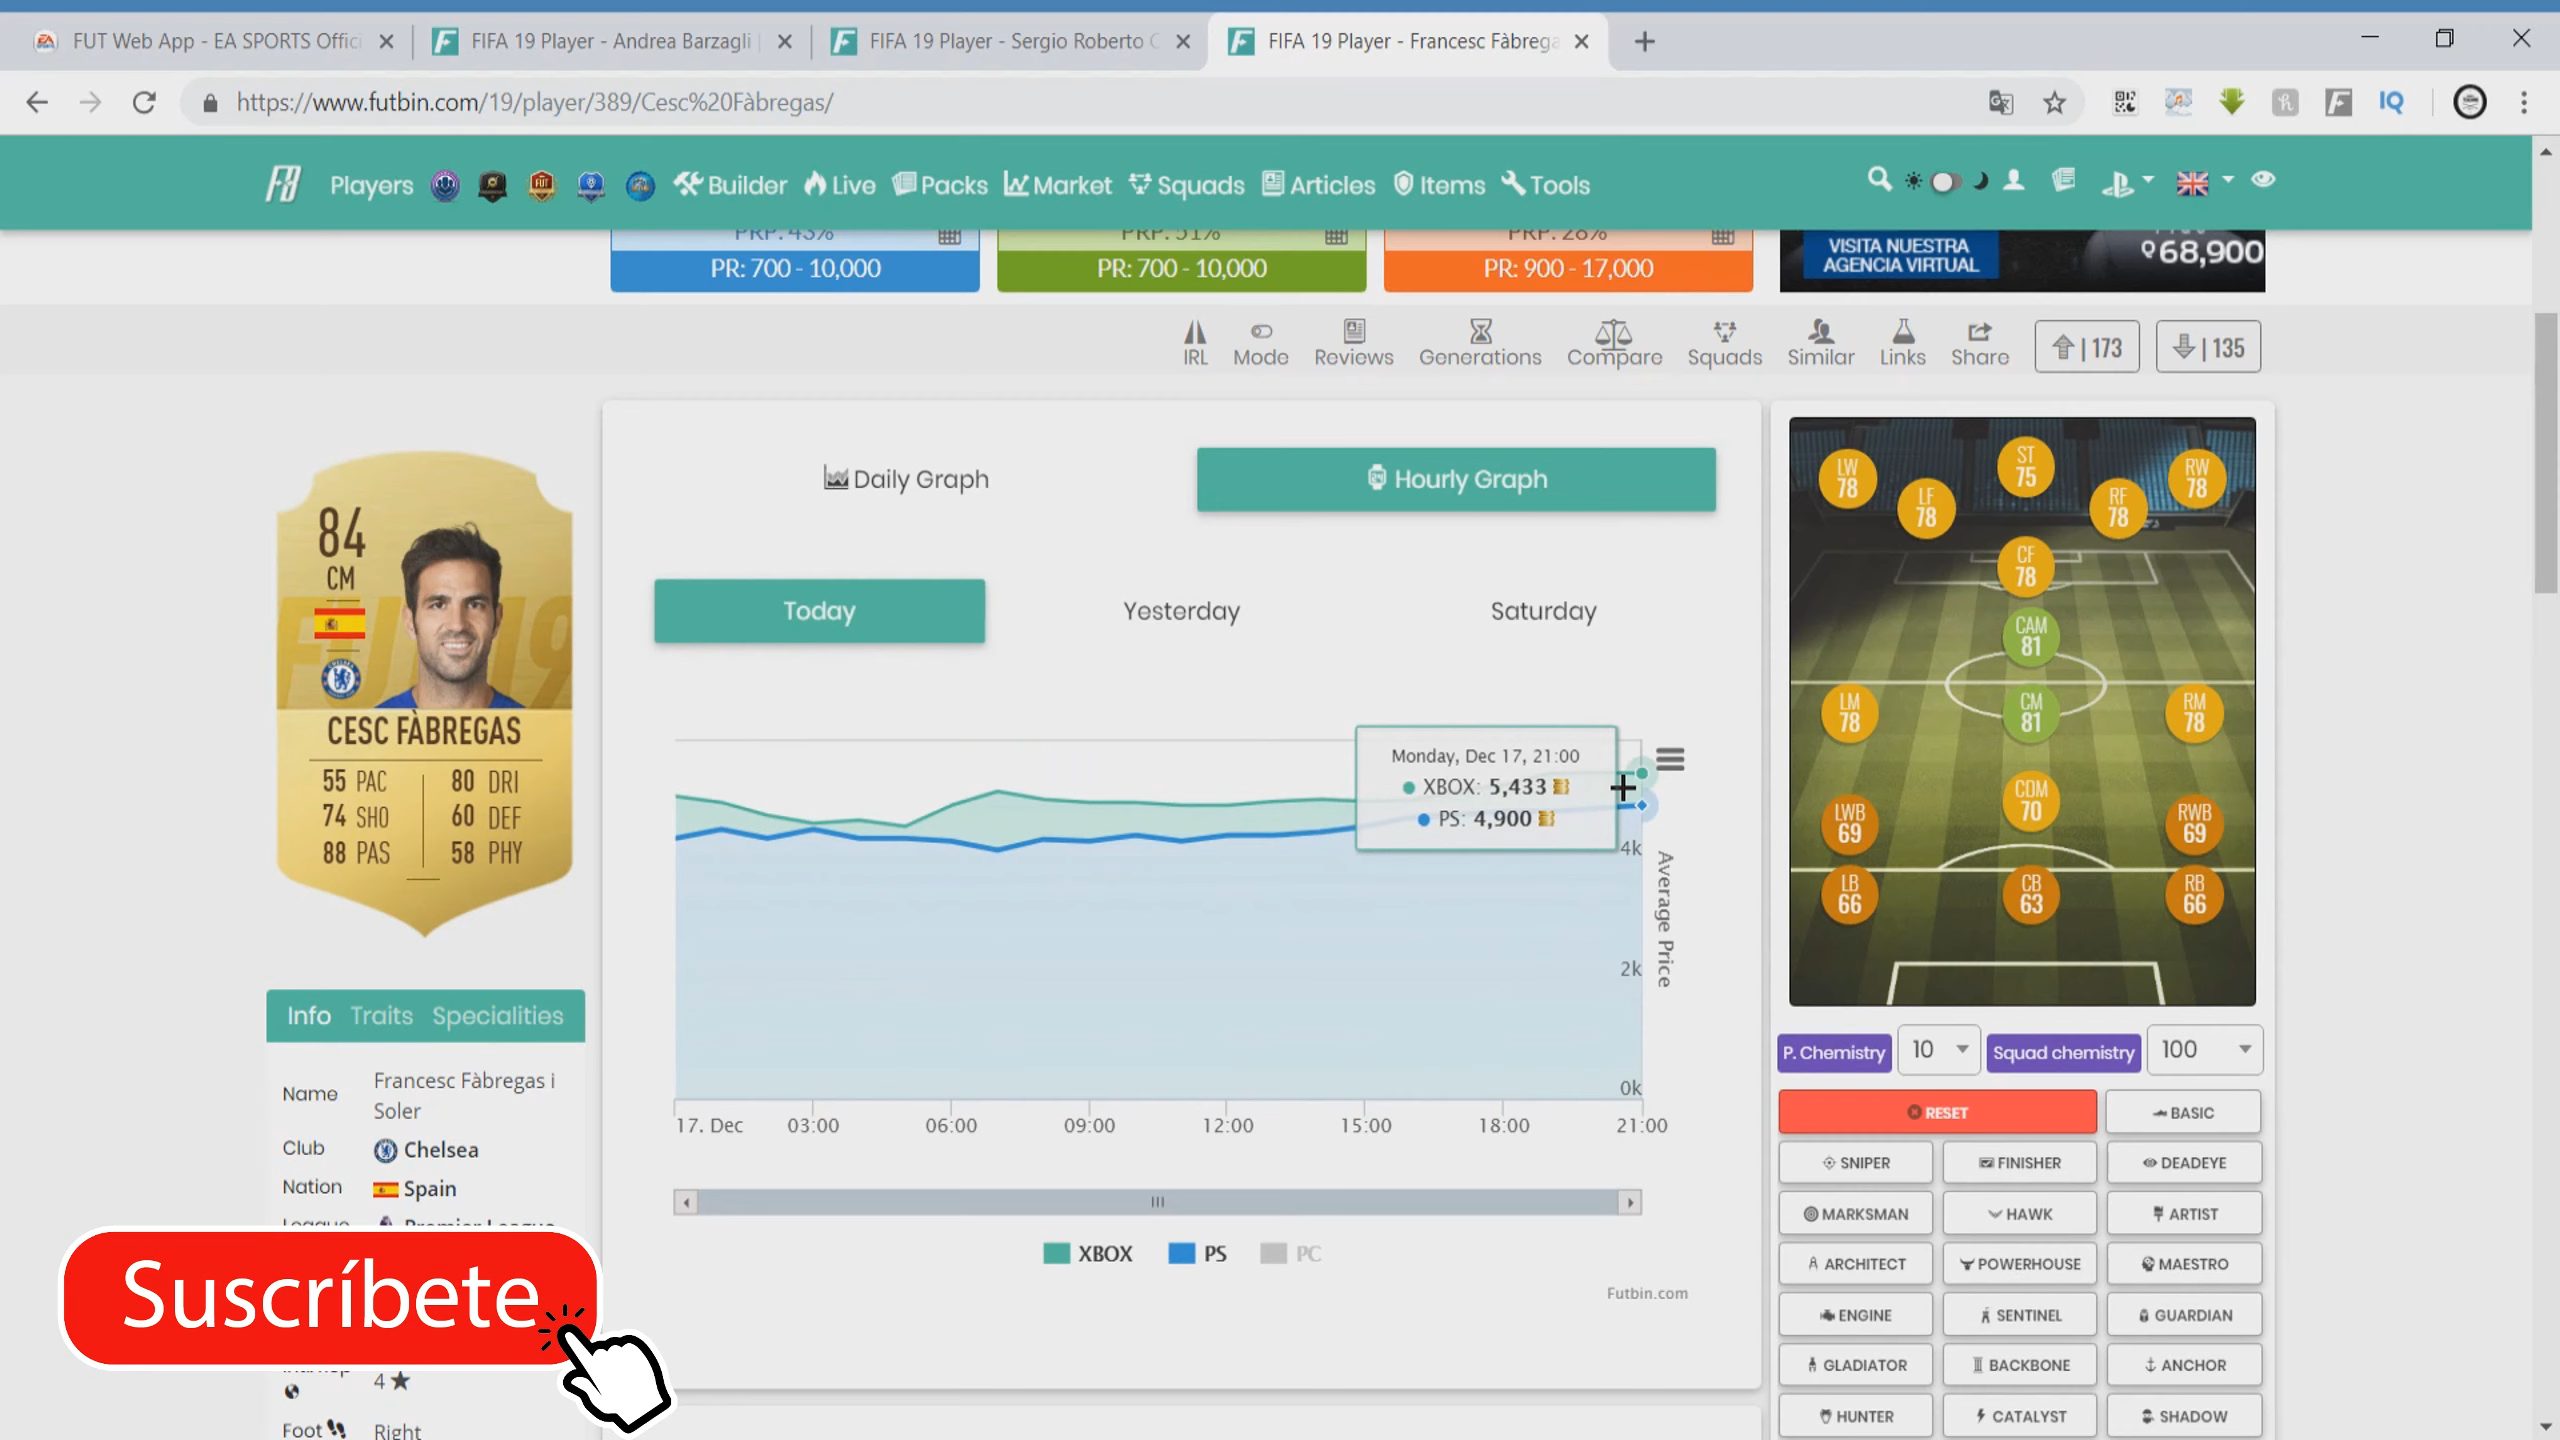 FUT Web App - EA SPORTS Offici
FIFA 19 Player - Andrea Barzagli |
FIFA 19 Player - Sergio Roberto C
FIFA 19 Player - Francesc Fàbrega
https://www.futbin.com/19/player/389/Cesc%20Fàbregas/
IQ
Players
Builder
Live
Packs
Market
Squads
Articles
Items
Tools
PRP: 43%
PR: 700 - 10,000
PRP: 51%
PR: 700 - 10,000
PRP: 28%
PR: 900 - 17,000
VISITA NUESTRA
AGENCIA VIRTUAL
₡68,900
IRL
Mode
Reviews
Generations
Compare
Squads
Similar
Links
Share
| 173
| 135
84
CM
CESC FÀBREGAS
55 PAC
80 DRI
74 SHO
60 DEF
88 PAS
58 PHY
Daily Graph
Hourly Graph
Today
Yesterday
Saturday
Monday, Dec 17, 21:00
XBOX: 5,433
PS: 4,900
4k
2k
0k
Average Price
17. Dec
03:00
06:00
09:00
12:00
15:00
18:00
21:00
XBOX
PS
PC
Futbin.com
LW
78
ST
75
RW
78
LF
78
RF
78
CF
78
CAM
81
LM
78
CM
81
RM
78
CDM
70
LWB
69
RWB
69
LB
66
CB
63
RB
66
P. Chemistry
10
Squad chemistry
100
RESET
BASIC
SNIPER
FINISHER
DEADEYE
MARKSMAN
HAWK
ARTIST
ARCHITECT
POWERHOUSE
MAESTRO
ENGINE
SENTINEL
GUARDIAN
GLADIATOR
BACKBONE
ANCHOR
HUNTER
CATALYST
SHADOW
Info
Traits
Specialities
Name
Francesc Fàbregas i
Soler
Club
Chelsea
Nation
Spain
League
Premier League
Suscríbete
4
Foot
Right